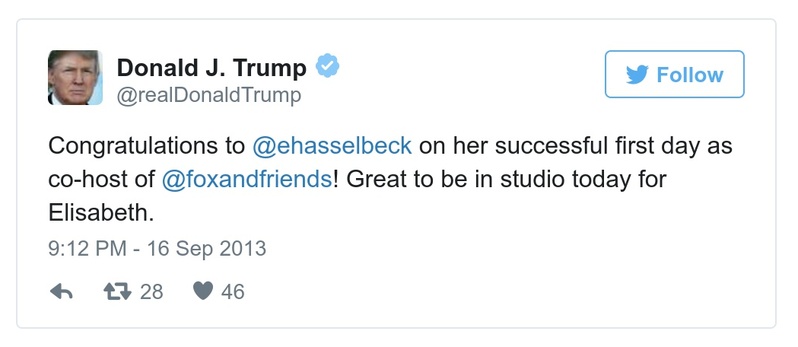 Donald J. Trump
@realDonaldTrump
Follow
Congratulations to @ehasselbeck on her successful first day as
co-host of @foxandfriends! Great to be in studio today for
Elisabeth.
9:12 PM - 16 Sep 2013
28 46